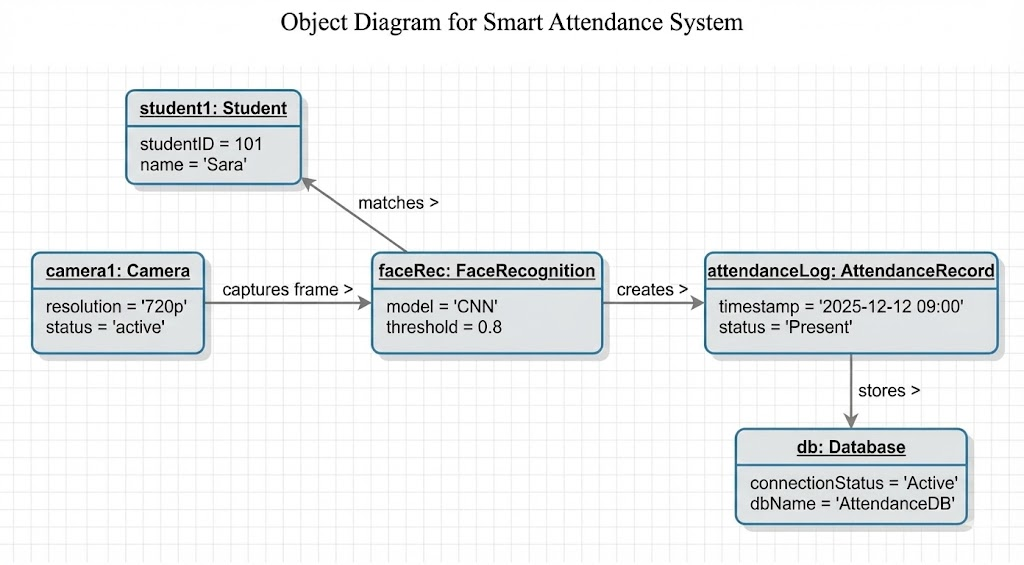 Object Diagram for Smart Attendance System
student1: Student
studentID = 101
name = 'Sara'
matches >
camera1: Camera
resolution = '720p'
status = 'active'
captures frame >
faceRec: FaceRecognition
model = 'CNN'
threshold = 0.8
creates >
attendanceLog: AttendanceRecord
timestamp = '2025-12-12 09:00'
status = 'Present'
stores >
db: Database
connectionStatus = 'Active'
dbName = 'AttendanceDB'